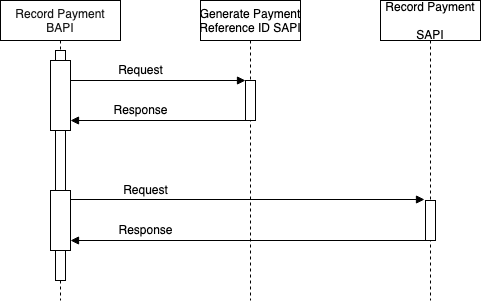 Record Payment
BAPI
Generate Payment
Reference ID SAPI
Record Payment
SAPI
Request
Response
Request
Response